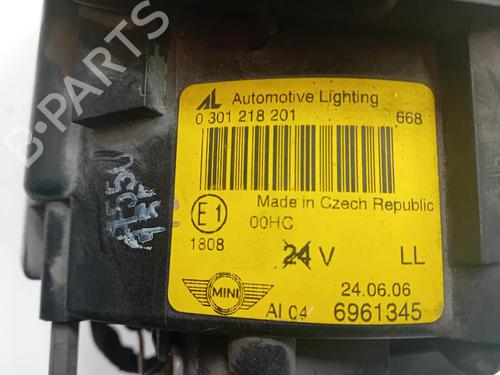 B-PARTS
AL Automotive Lighting
0 301 218 201 668
Made in Czech Republic
E1 00HC
1808
24 V LL
MINI 24.06.06
AI 04 6961345